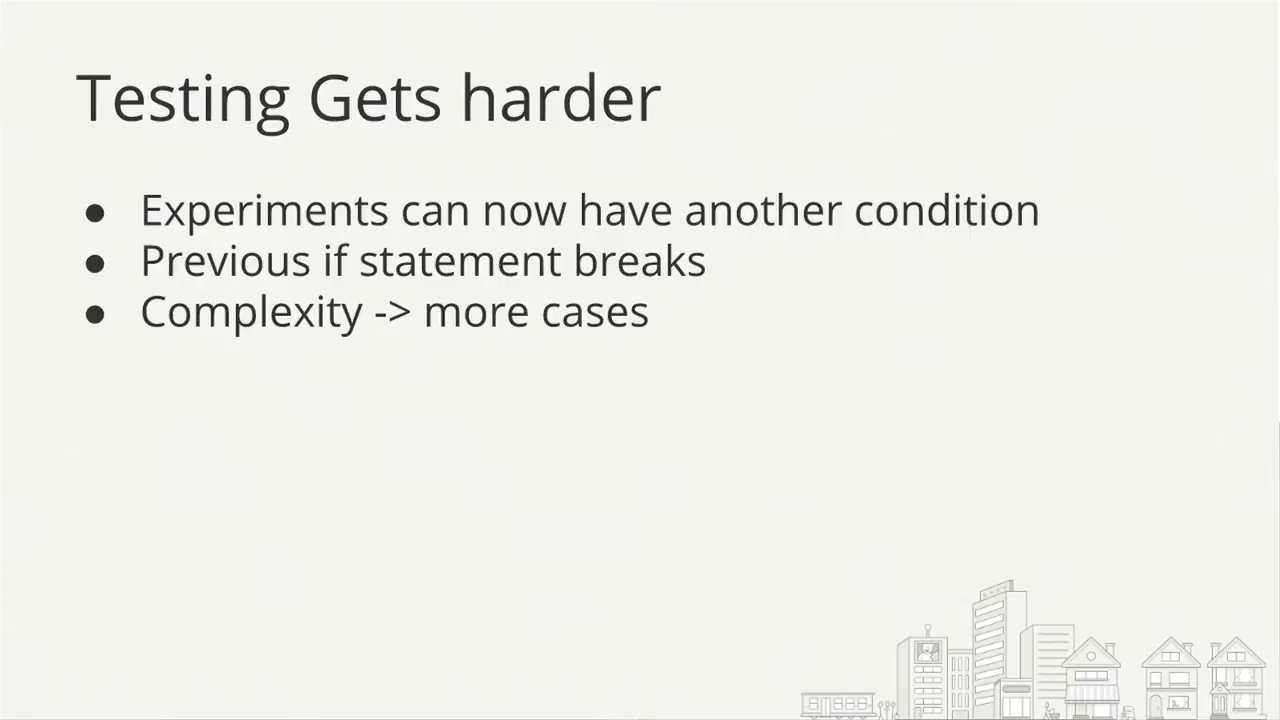 Testing Gets harder
● Experiments can now have another condition
● Previous if statement breaks
● Complexity -> more cases